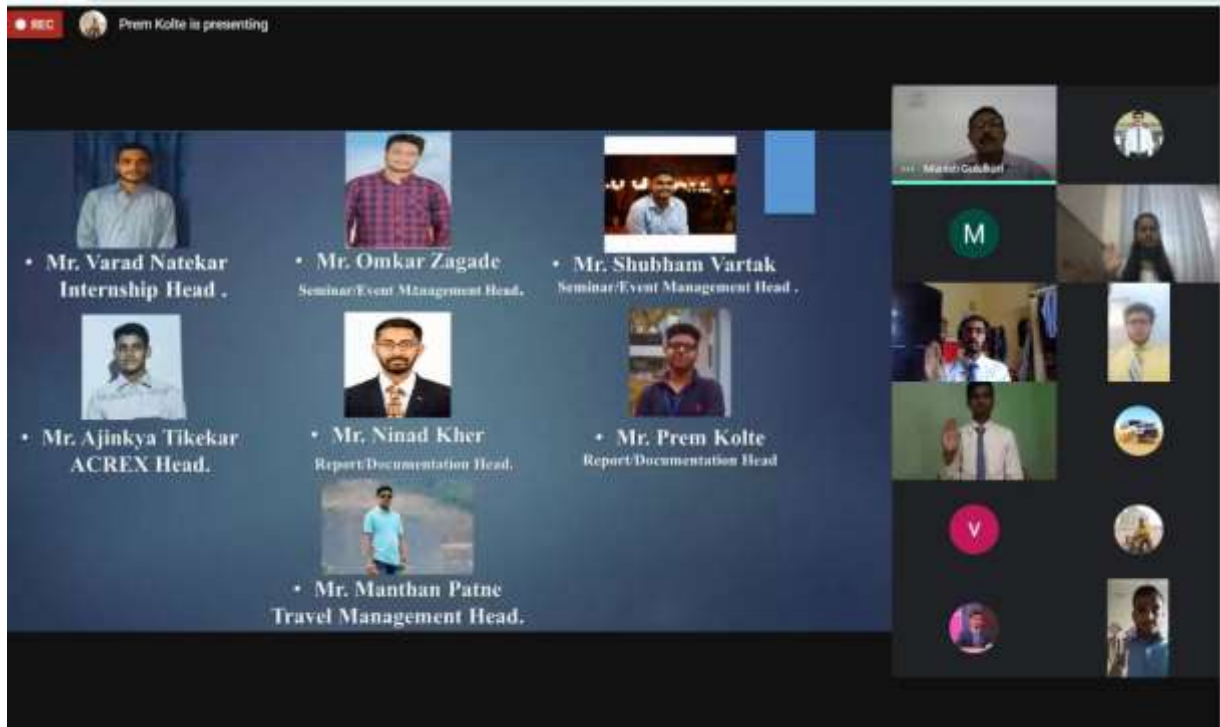 REC
Prem Kolte is presenting
• Mr. Varad Natekar
Internship Head .
• Mr. Omkar Zagade
Seminar/Event Management Head.
• Mr. Shubham Vartak
Seminar/Event Management Head .
• Mr. Ajinkya Tikekar
ACREX Head.
• Mr. Ninad Kher
Report/Documentation Head.
• Mr. Prem Kolte
Report/Documentation Head
• Mr. Manthan Patne
Travel Management Head.
M
V